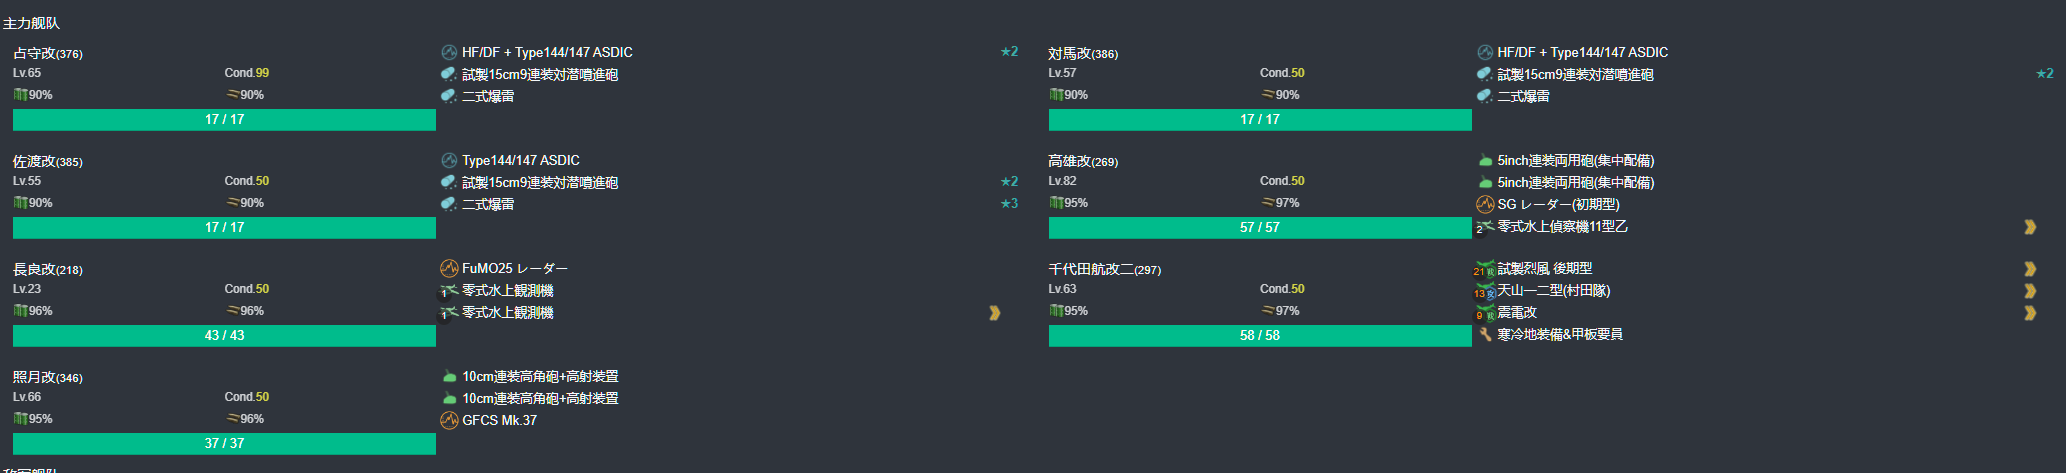 主力舰队
占守改(376)
Lv.65 Cond.99
90% 90%
17 / 17
HF/DF + Type144/147 ASDIC ★2
試製15cm9連装対潜噴進砲
二式爆雷
対馬改(386)
Lv.57 Cond.50
90% 90%
17 / 17
HF/DF + Type144/147 ASDIC
試製15cm9連装対潜噴進砲 ★2
二式爆雷
佐渡改(385)
Lv.55 Cond.50
90% 90%
17 / 17
Type144/147 ASDIC
試製15cm9連装対潜噴進砲 ★2
二式爆雷 ★3
高雄改(269)
Lv.82 Cond.50
95% 97%
57 / 57
5inch連装両用砲(集中配備)
5inch連装両用砲(集中配備)
SG レーダー(初期型)
2 零式水上偵察機11型乙
長良改(218)
Lv.23 Cond.50
96% 96%
43 / 43
FuMO25 レーダー
1 零式水上観測機
1 零式水上観測機
千代田航改二(297)
Lv.63 Cond.50
95% 97%
58 / 58
21 試製烈風 後期型
13 天山一二型(村田隊)
9 震電改
寒冷地装備&甲板要員
照月改(346)
Lv.66 Cond.50
95% 96%
37 / 37
10cm連装高角砲+高射装置
10cm連装高角砲+高射装置
GFCS Mk.37